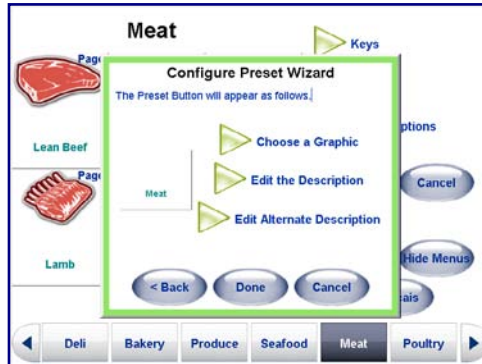 Meat
Keys
Page
Configure Preset Wizard
The Preset Button will appear as follows.
Choose a Graphic
ptions
Lean Beef
Page
Edit the Description
Cancel
Meat
Edit Alternate Description
Lamb
Hide Menus
< Back
Done
Cancel
cais
Deli
Bakery
Produce
Seafood
Meat
Poultry